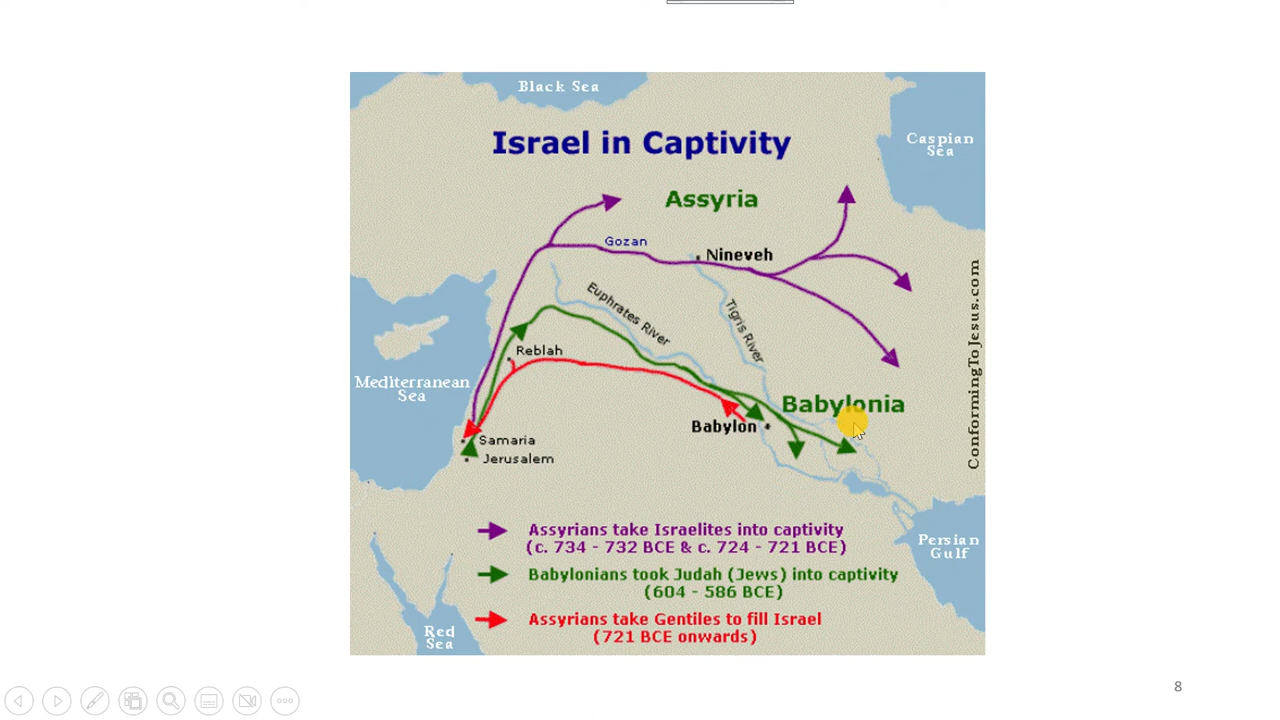 Black Sea
Israel in Captivity
Caspian
Sea
Assyria
Gozan
Nineveh
Euphrates River
Tigris River
Reblah
Mediterranean
Sea
Babylonia
Babylon
Samaria
Jerusalem
ConformingToJesus.com
Assyrians take Israelites into captivity
(c. 734 - 732 BCE & c. 724 - 721 BCE)
Persian
Gulf
Babylonians took Judah (Jews) into captivity
(604 - 586 BCE)
Assyrians take Gentiles to fill Israel
(721 BCE onwards)
Red
Sea
8